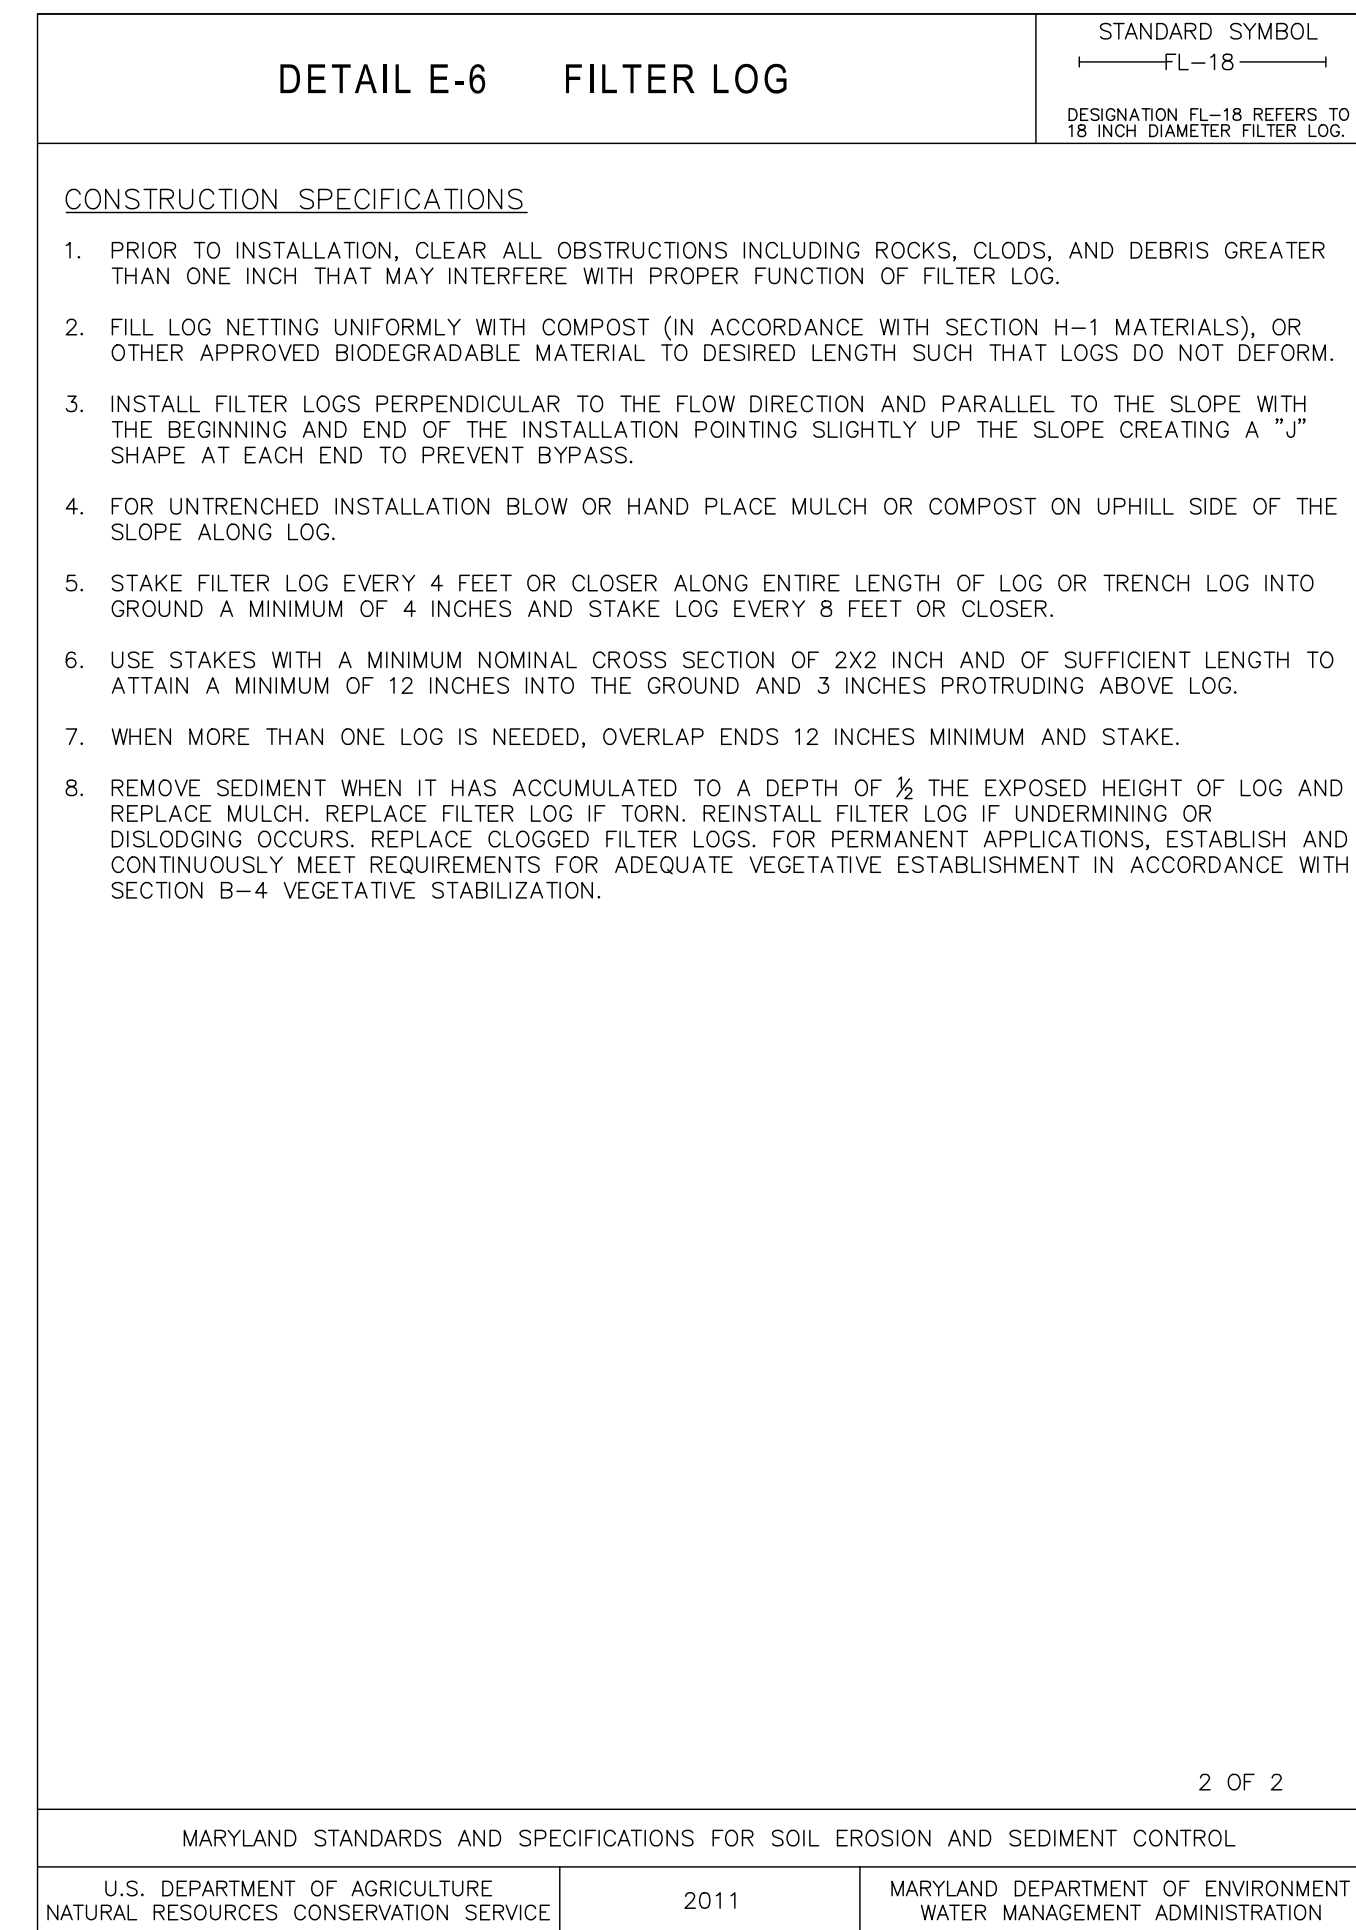 DETAIL E-6 FILTER LOG
STANDARD SYMBOL
FL-18
DESIGNATION FL-18 REFERS TO
18 INCH DIAMETER FILTER LOG.
CONSTRUCTION SPECIFICATIONS
1. PRIOR TO INSTALLATION, CLEAR ALL OBSTRUCTIONS INCLUDING ROCKS, CLODS, AND DEBRIS GREATER
THAN ONE INCH THAT MAY INTERFERE WITH PROPER FUNCTION OF FILTER LOG.
2. FILL LOG NETTING UNIFORMLY WITH COMPOST (IN ACCORDANCE WITH SECTION H-1 MATERIALS), OR
OTHER APPROVED BIODEGRADABLE MATERIAL TO DESIRED LENGTH SUCH THAT LOGS DO NOT DEFORM.
3. INSTALL FILTER LOGS PERPENDICULAR TO THE FLOW DIRECTION AND PARALLEL TO THE SLOPE WITH
THE BEGINNING AND END OF THE INSTALLATION POINTING SLIGHTLY UP THE SLOPE CREATING A "J"
SHAPE AT EACH END TO PREVENT BYPASS.
4. FOR UNTRENCHED INSTALLATION BLOW OR HAND PLACE MULCH OR COMPOST ON UPHILL SIDE OF THE
SLOPE ALONG LOG.
5. STAKE FILTER LOG EVERY 4 FEET OR CLOSER ALONG ENTIRE LENGTH OF LOG OR TRENCH LOG INTO
GROUND A MINIMUM OF 4 INCHES AND STAKE LOG EVERY 8 FEET OR CLOSER.
6. USE STAKES WITH A MINIMUM NOMINAL CROSS SECTION OF 2X2 INCH AND OF SUFFICIENT LENGTH TO
ATTAIN A MINIMUM OF 12 INCHES INTO THE GROUND AND 3 INCHES PROTRUDING ABOVE LOG.
7. WHEN MORE THAN ONE LOG IS NEEDED, OVERLAP ENDS 12 INCHES MINIMUM AND STAKE.
8. REMOVE SEDIMENT WHEN IT HAS ACCUMULATED TO A DEPTH OF ½ THE EXPOSED HEIGHT OF LOG AND
REPLACE MULCH. REPLACE FILTER LOG IF TORN. REINSTALL FILTER LOG IF UNDERMINING OR
DISLODGING OCCURS. REPLACE CLOGGED FILTER LOGS. FOR PERMANENT APPLICATIONS, ESTABLISH AND
CONTINUOUSLY MEET REQUIREMENTS FOR ADEQUATE VEGETATIVE ESTABLISHMENT IN ACCORDANCE WITH
SECTION B-4 VEGETATIVE STABILIZATION.
2 OF 2
MARYLAND STANDARDS AND SPECIFICATIONS FOR SOIL EROSION AND SEDIMENT CONTROL
U.S. DEPARTMENT OF AGRICULTURE
NATURAL RESOURCES CONSERVATION SERVICE
2011
MARYLAND DEPARTMENT OF ENVIRONMENT
WATER MANAGEMENT ADMINISTRATION